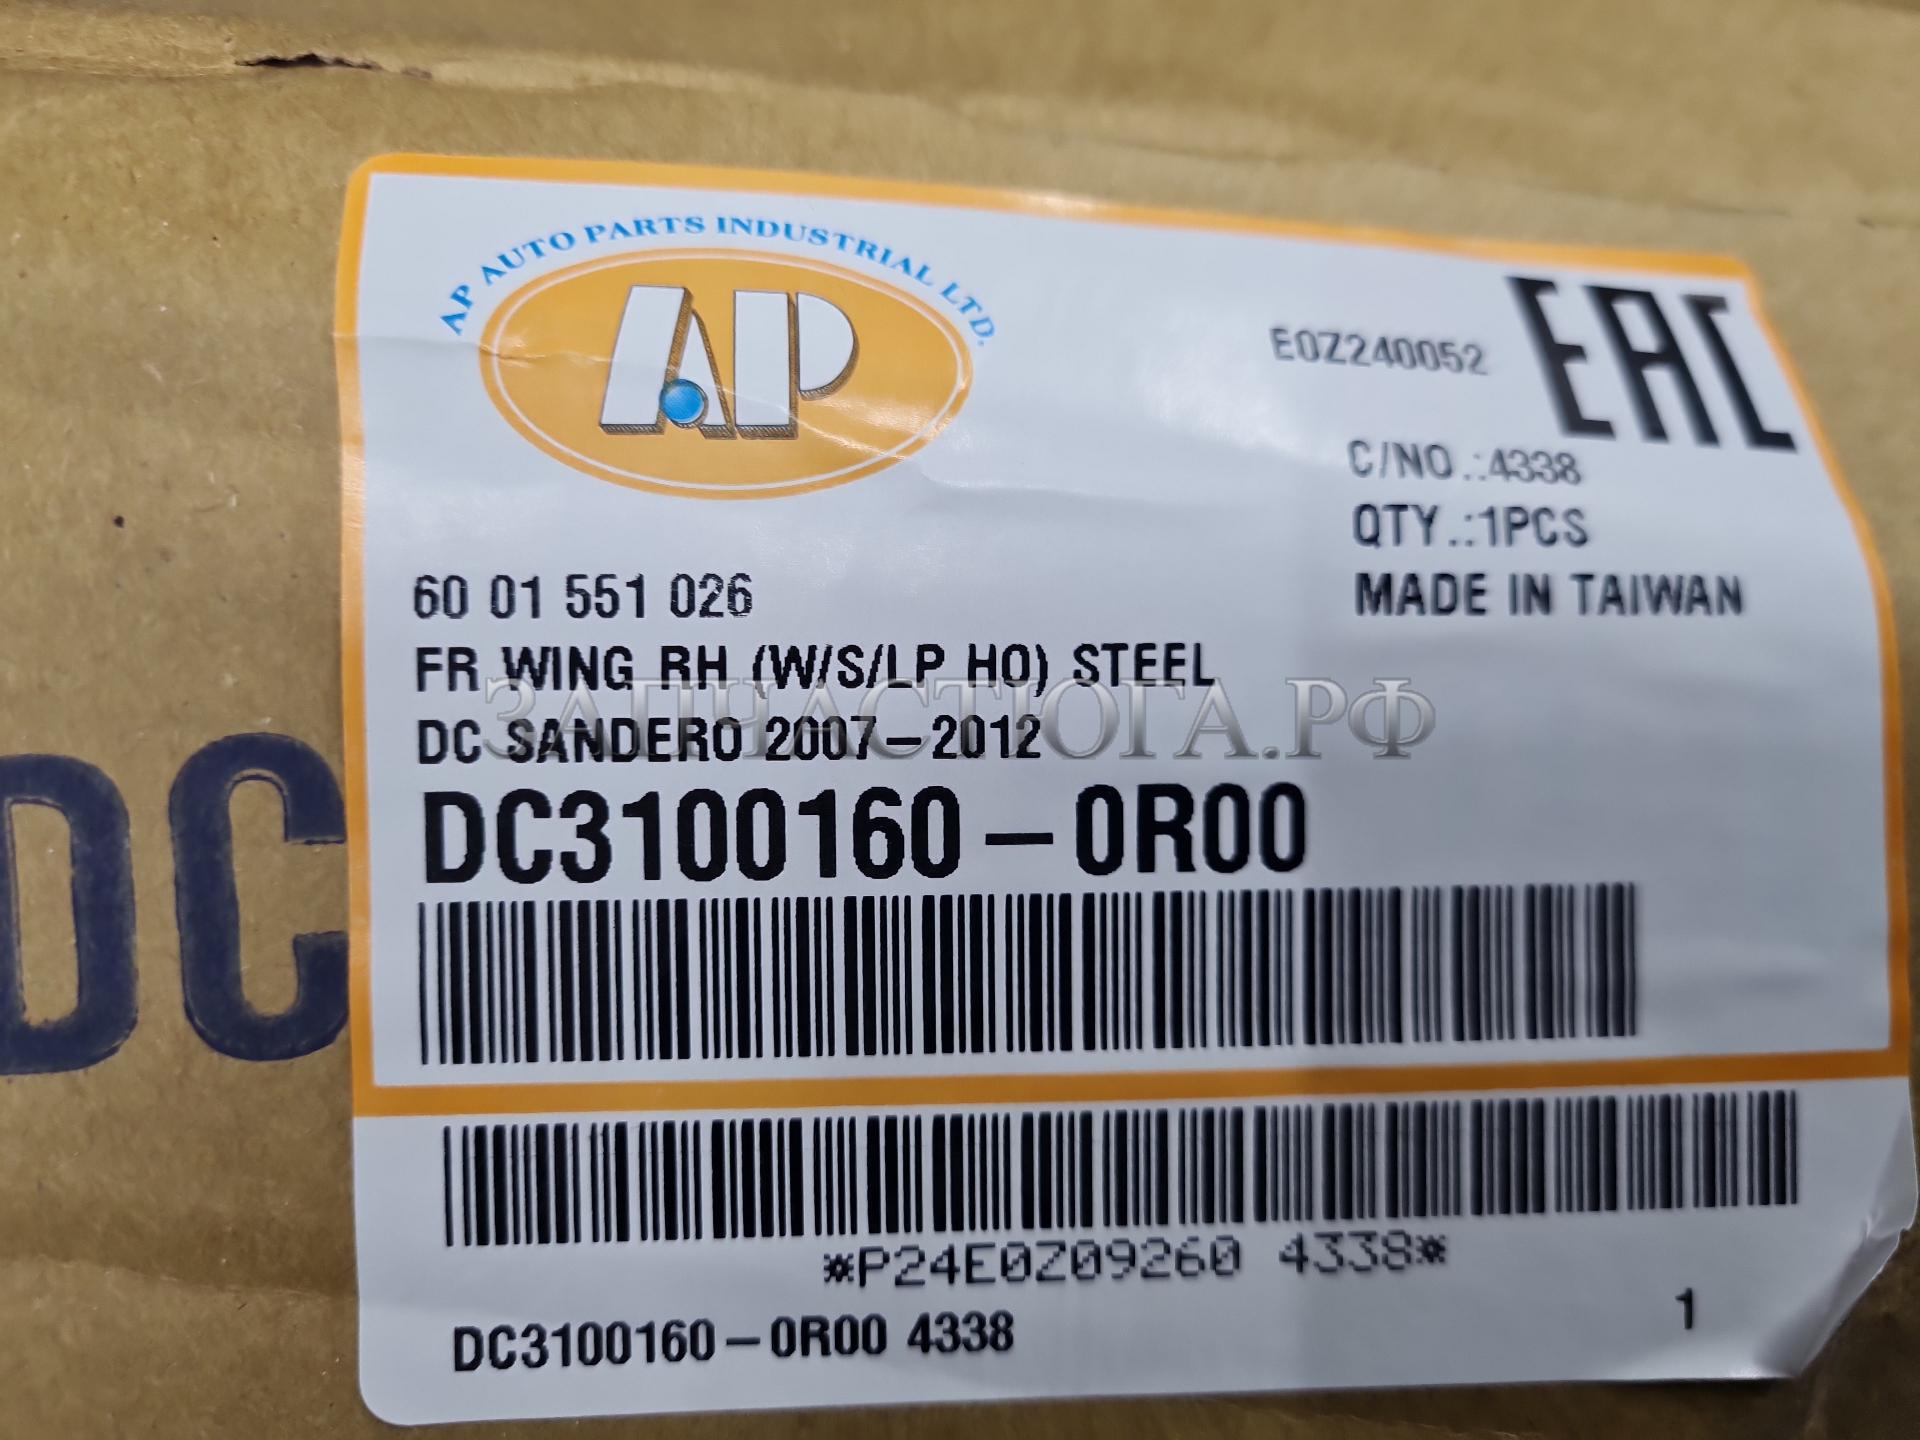 AP AUTO PARTS INDUSTRIAL LTD.
AP
E0Z240052
EAC
C/NO.:4338
QTY.:1PCS
MADE IN TAIWAN
60 01 551 026
FR WING RH (W/S/LP HO) STEEL
ЗАПЧАСТЮГА.РФ
DC SANDERO 2007-2012
DC3100160-0R00
DC
*P24E0Z09260 4338*
1
DC3100160-0R00 4338